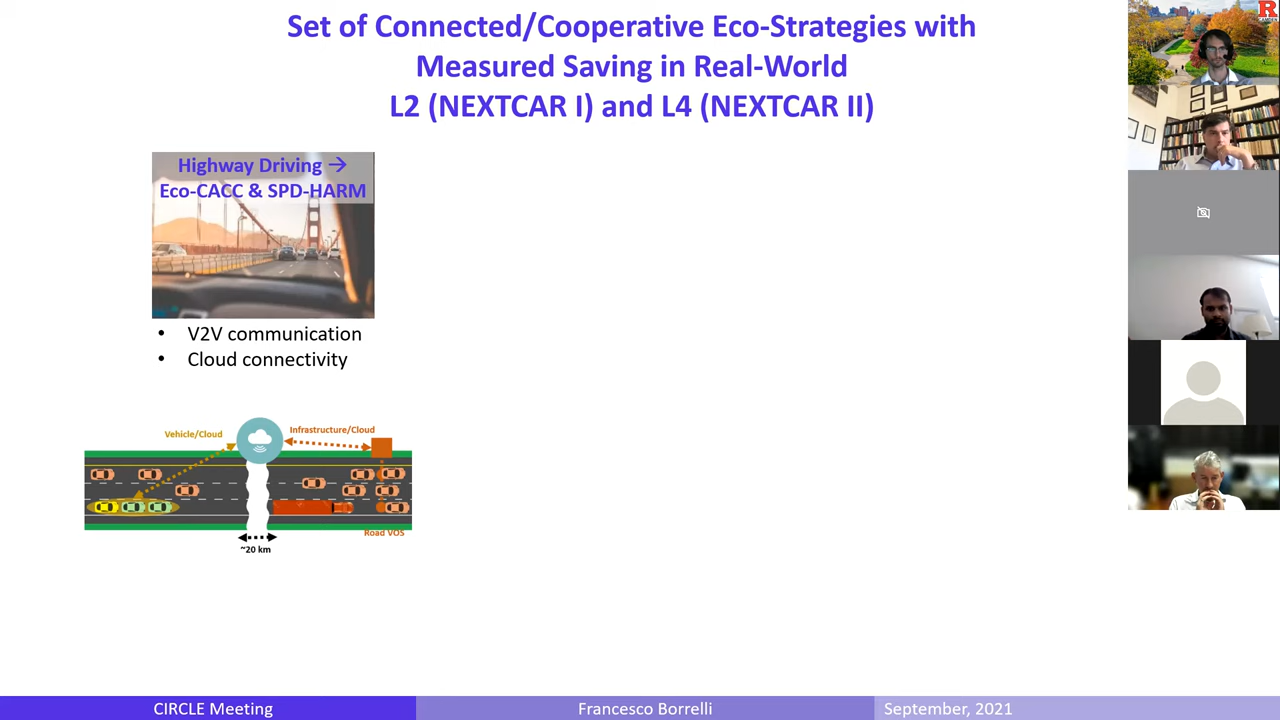 Set of Connected/Cooperative Eco-Strategies with
Measured Saving in Real-World
L2 (NEXTCAR I) and L4 (NEXTCAR II)
Highway Driving →
Eco-CACC & SPD-HARM
• V2V communication
• Cloud connectivity
Vehicle/Cloud
Infrastructure/Cloud
Road VOS
~20 km
CIRCLE Meeting
Francesco Borrelli
September, 2021
R